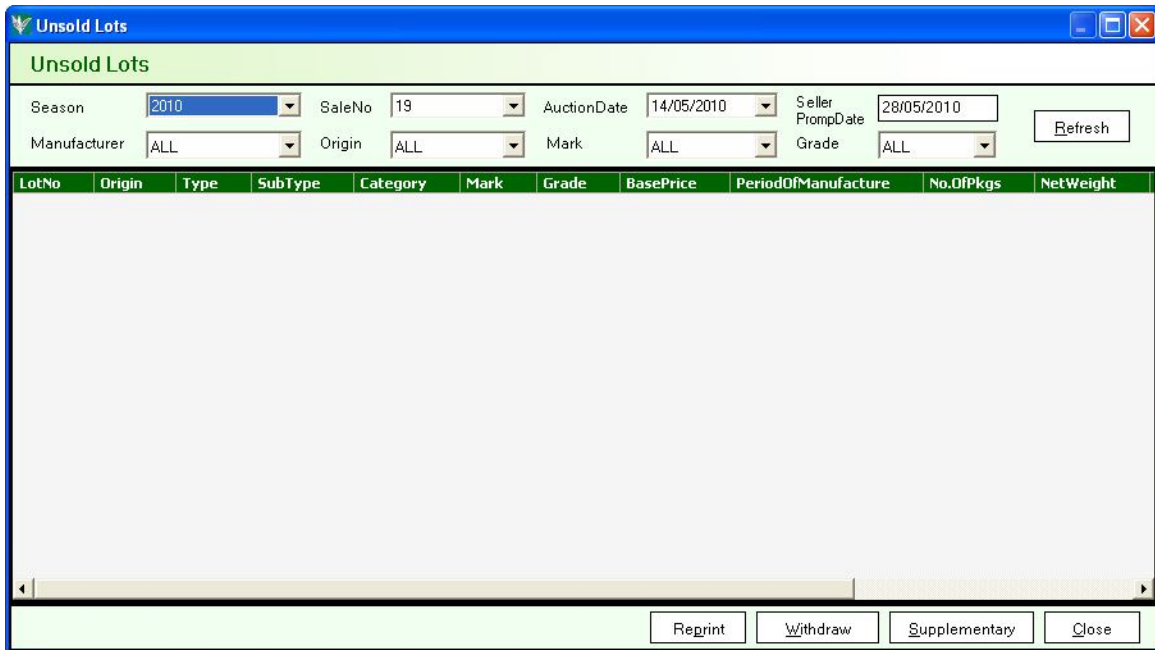 Unsold Lots
Unsold Lots
Season 2010 SaleNo 19 AuctionDate 14/05/2010 Seller PrompDate 28/05/2010 Refresh
Manufacturer ALL Origin ALL Mark ALL Grade ALL
LotNo Origin Type SubType Category Mark Grade BasePrice PeriodOfManufacture No.OfPkgs NetWeight
Reprint Withdraw Supplementary Close